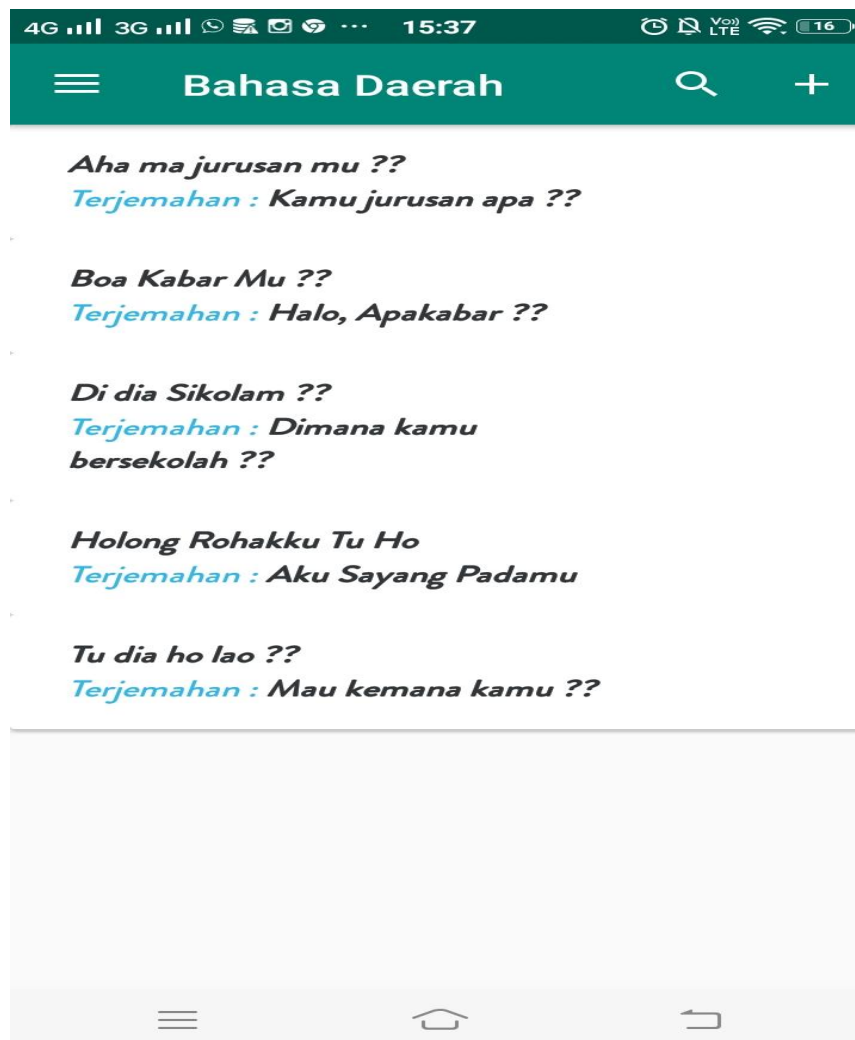 4G 3G 15:37 VoD LTE 16
Bahasa Daerah
Aha ma jurusan mu ??
Terjemahan : Kamu jurusan apa ??
Boa Kabar Mu ??
Terjemahan : Halo, Apakabar ??
Di dia Sikolam ??
Terjemahan : Dimana kamu
bersekolah ??
Holong Rohakku Tu Ho
Terjemahan : Aku Sayang Padamu
Tu dia ho lao ??
Terjemahan : Mau kemana kamu ??